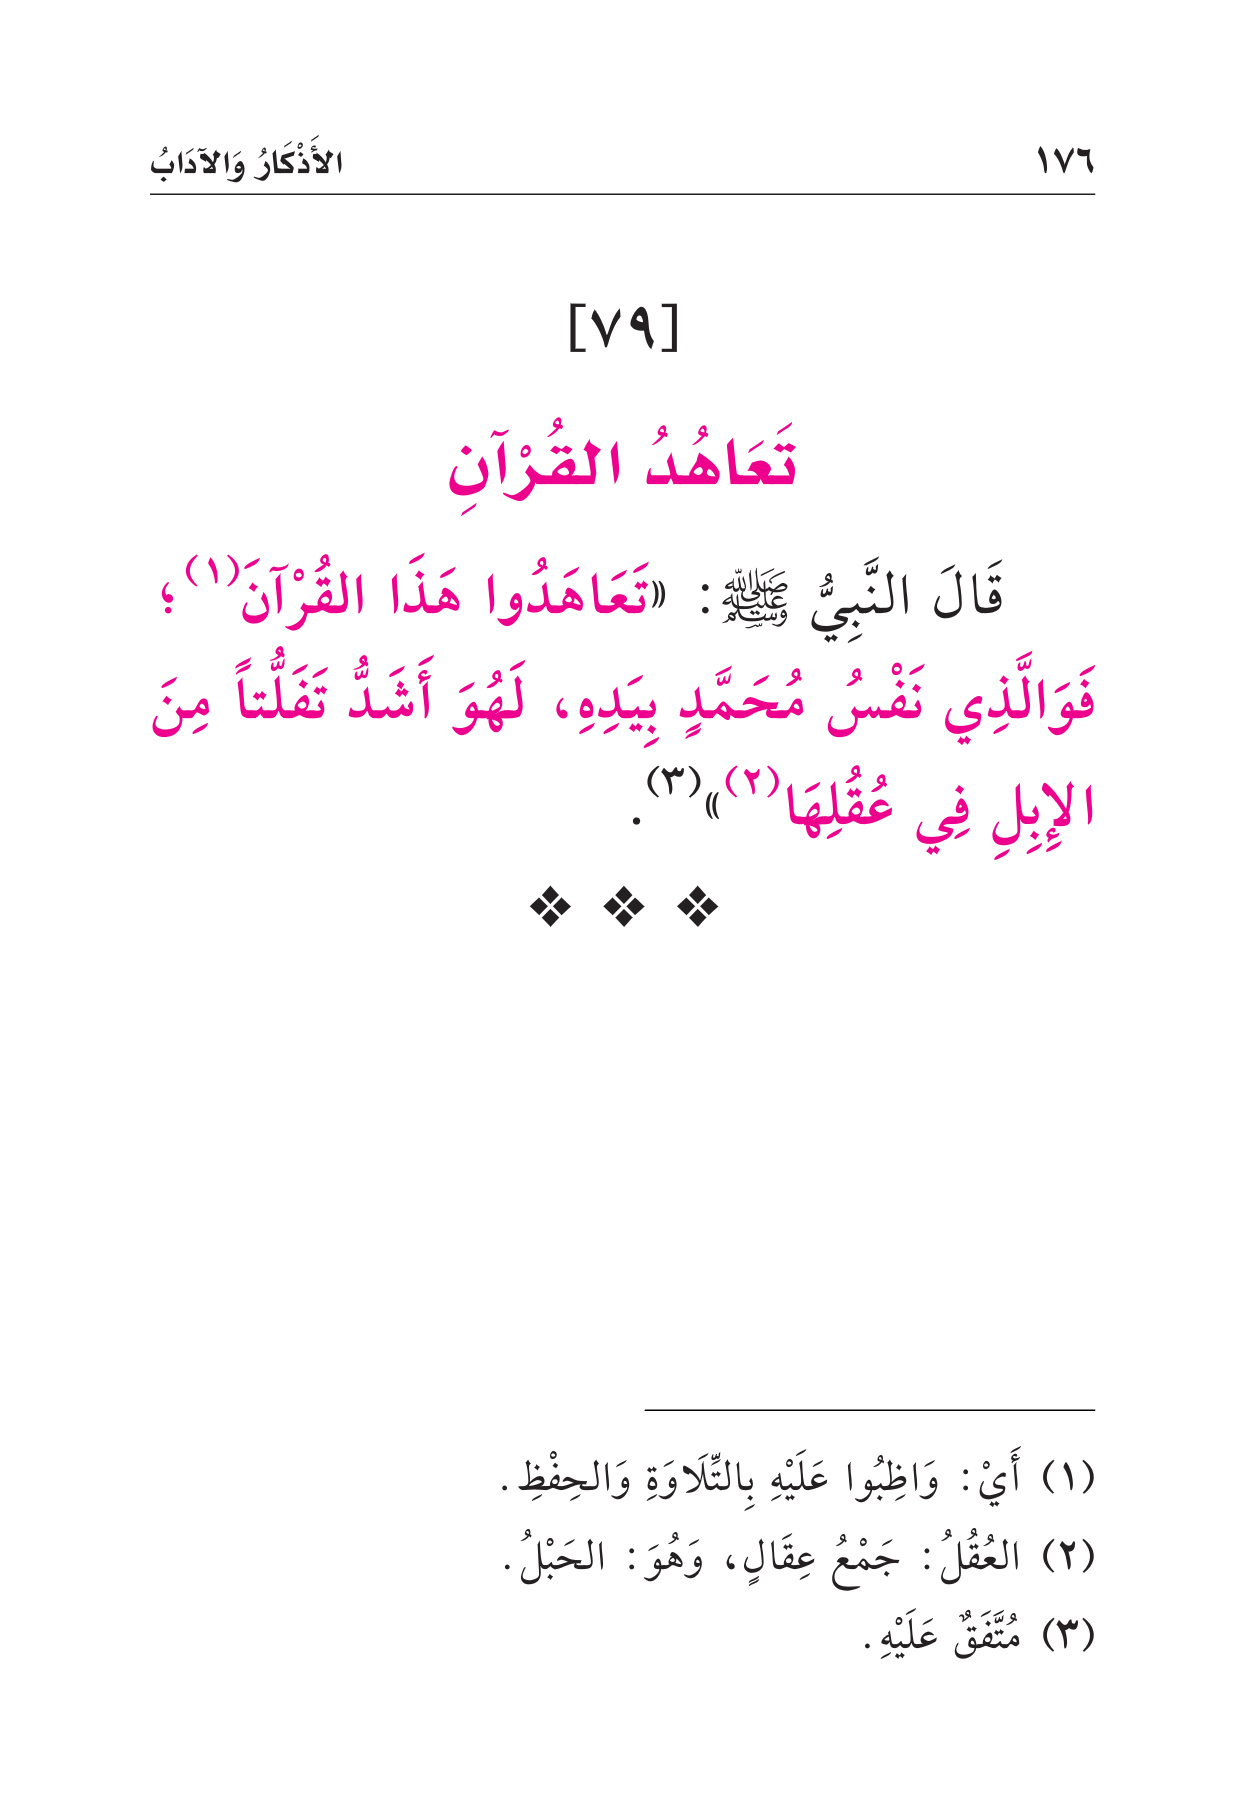 ١٧٦ الأَذْكَارُ وَالآدَابُ
[٧٩]
تَعَاهُدُ القُرْآنِ
قَالَ النَّبِيُّ ﷺ: «تَعَاهَدُوا هَذَا القُرْآنَ(١)؛
فَوَالَّذِي نَفْسُ مُحَمَّدٍ بِيَدِهِ، لَهُوَ أَشَدُّ تَفَلُّتاً مِنَ
الإِبِلِ فِي عُقُلِهَا(٢)»(٣).
(١) أَيْ: وَاظِبُوا عَلَيْهِ بِالتِّلَاوَةِ وَالحِفْظِ.
(٢) العُقُلُ: جَمْعُ عِقَالٍ، وَهُوَ: الحَبْلُ.
(٣) مُتَّفَقٌ عَلَيْهِ.